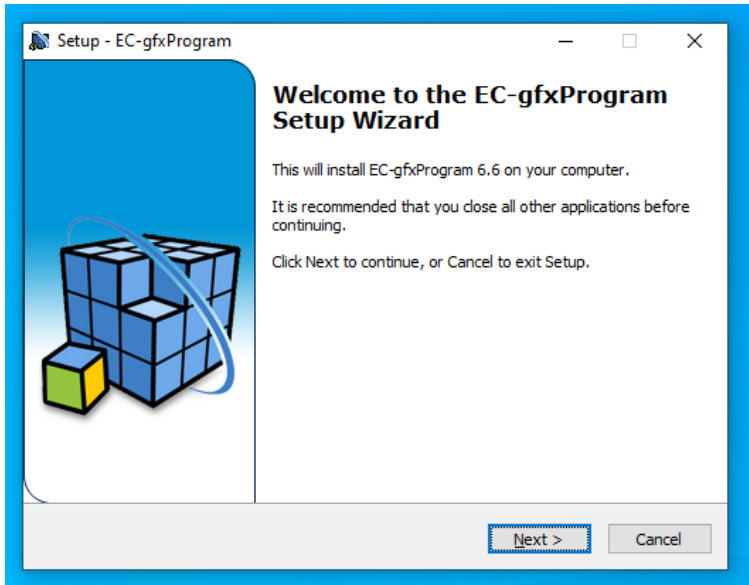 Setup - EC-gfxProgram
Welcome to the EC-gfxProgram
Setup Wizard
This will install EC-gfxProgram 6.6 on your computer.
It is recommended that you close all other applications before
continuing.
Click Next to continue, or Cancel to exit Setup.
Next >
Cancel